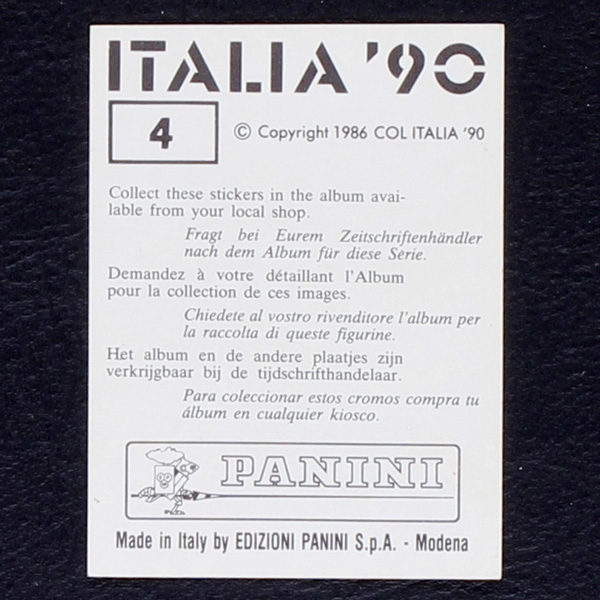 ITALIA '90
4
© Copyright 1986 COL ITALIA '90
Collect these stickers in the album avai-
lable from your local shop.
Fragt bei Eurem Zeitschriftenhändler
nach dem Album für diese Serie.
Demandez à votre détaillant l'Album
pour la collection de ces images.
Chiedete al vostro rivenditore l'album per
la raccolta di queste figurine.
Het album en de andere plaatjes zijn
verkrijgbaar bij de tijdschrifthandelaar.
Para coleccionar estos cromos compra tu
álbum en cualquier kiosco.
PANINI
Made in Italy by EDIZIONI PANINI S.p.A. - Modena